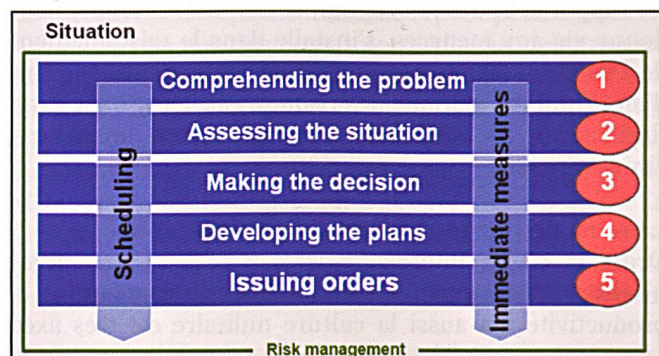 Situation
Comprehending the problem 1
Assessing the situation 2
Making the decision 3
Developing the plans 4
Issuing orders 5
Scheduling
Immediate measures
Risk management